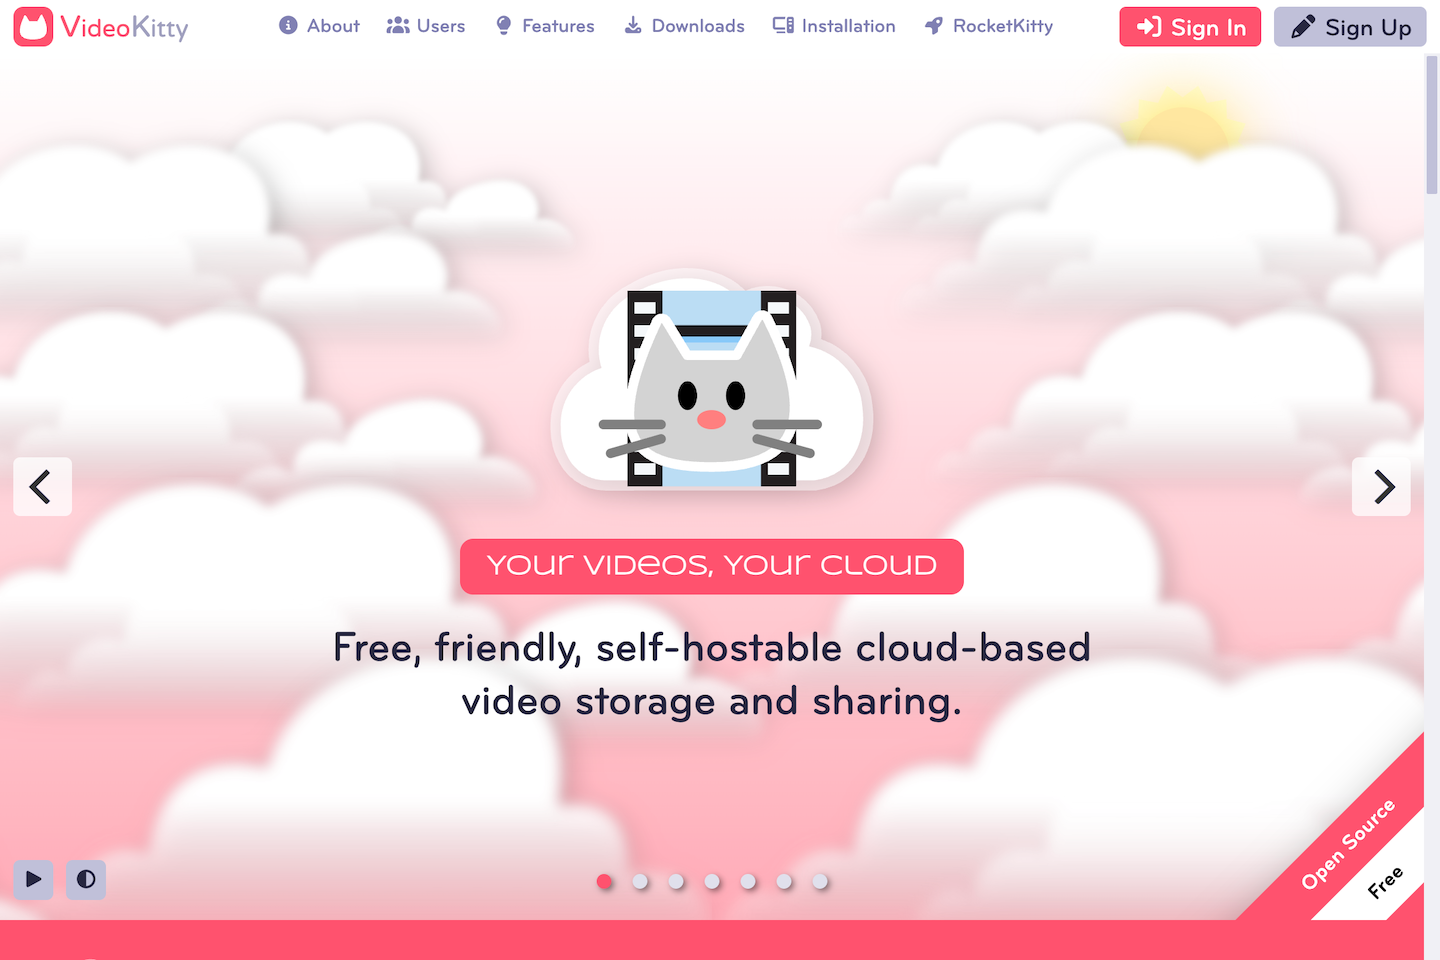 VideoKitty
About
Users
Features
Downloads
Installation
RocketKitty
Sign In
Sign Up
Your Videos, Your Cloud
Free, friendly, self-hostable cloud-based
video storage and sharing.
Open Source
Free